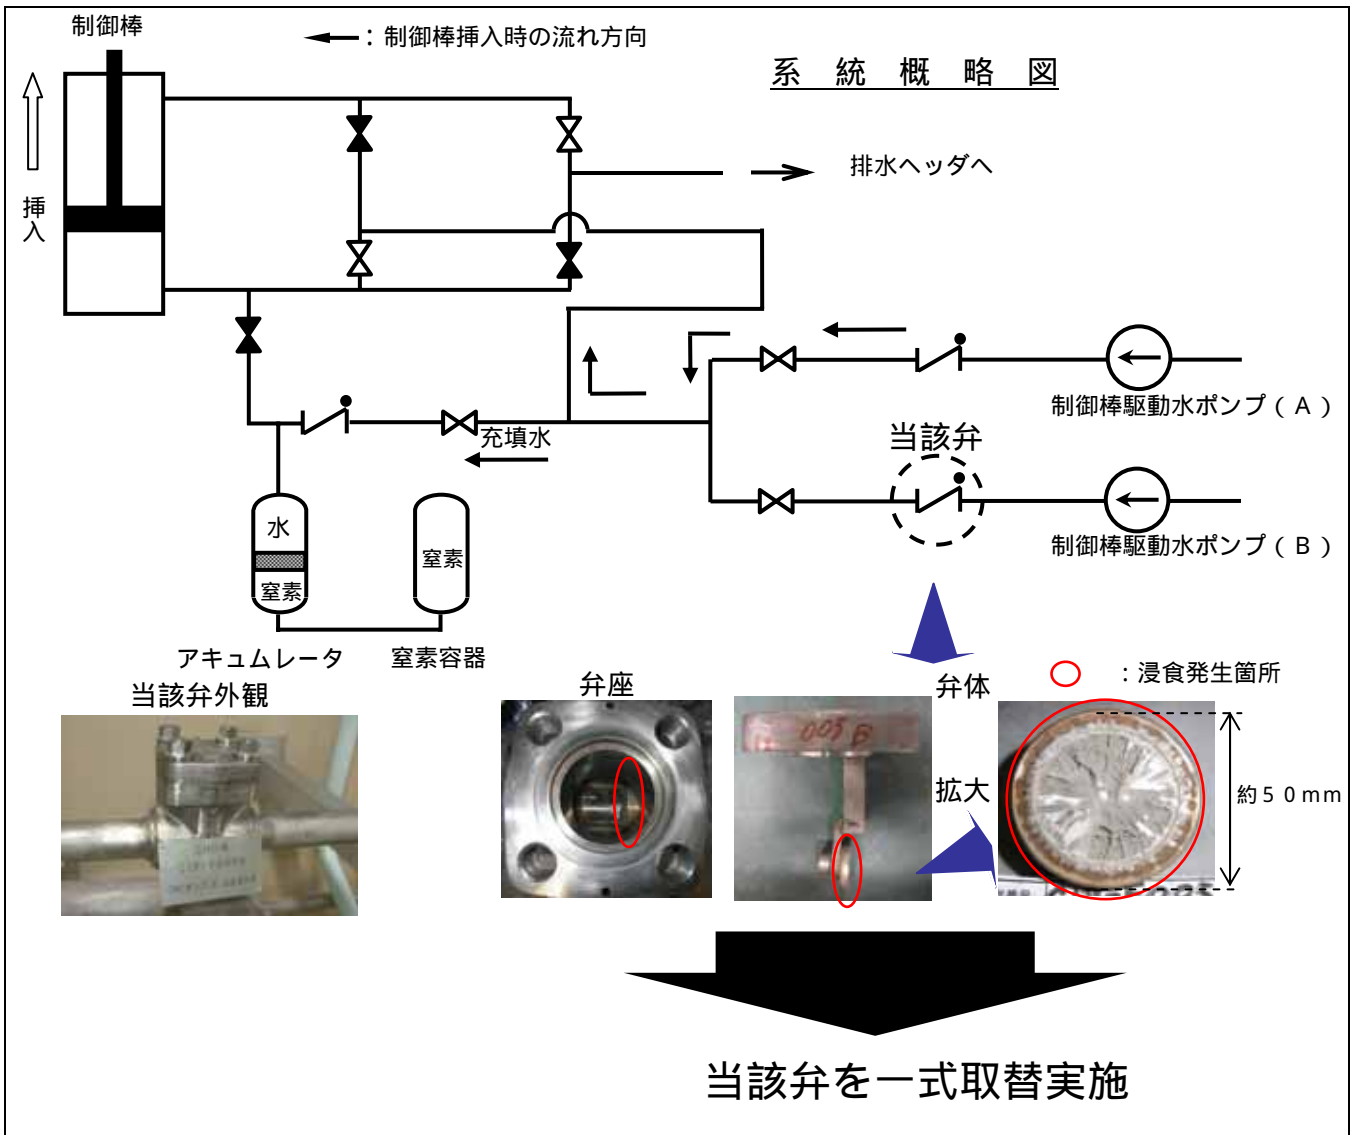 制御棒
：制御棒挿入時の流れ方向
系統概略図
挿入
排水ヘッダへ
制御棒駆動水ポンプ（Ａ）
当該弁
充填水
制御棒駆動水ポンプ（Ｂ）
水
窒素
窒素
アキュムレータ
窒素容器
当該弁外観
弁座
弁体
：浸食発生箇所
拡大
約５０ｍｍ
当該弁を一式取替実施